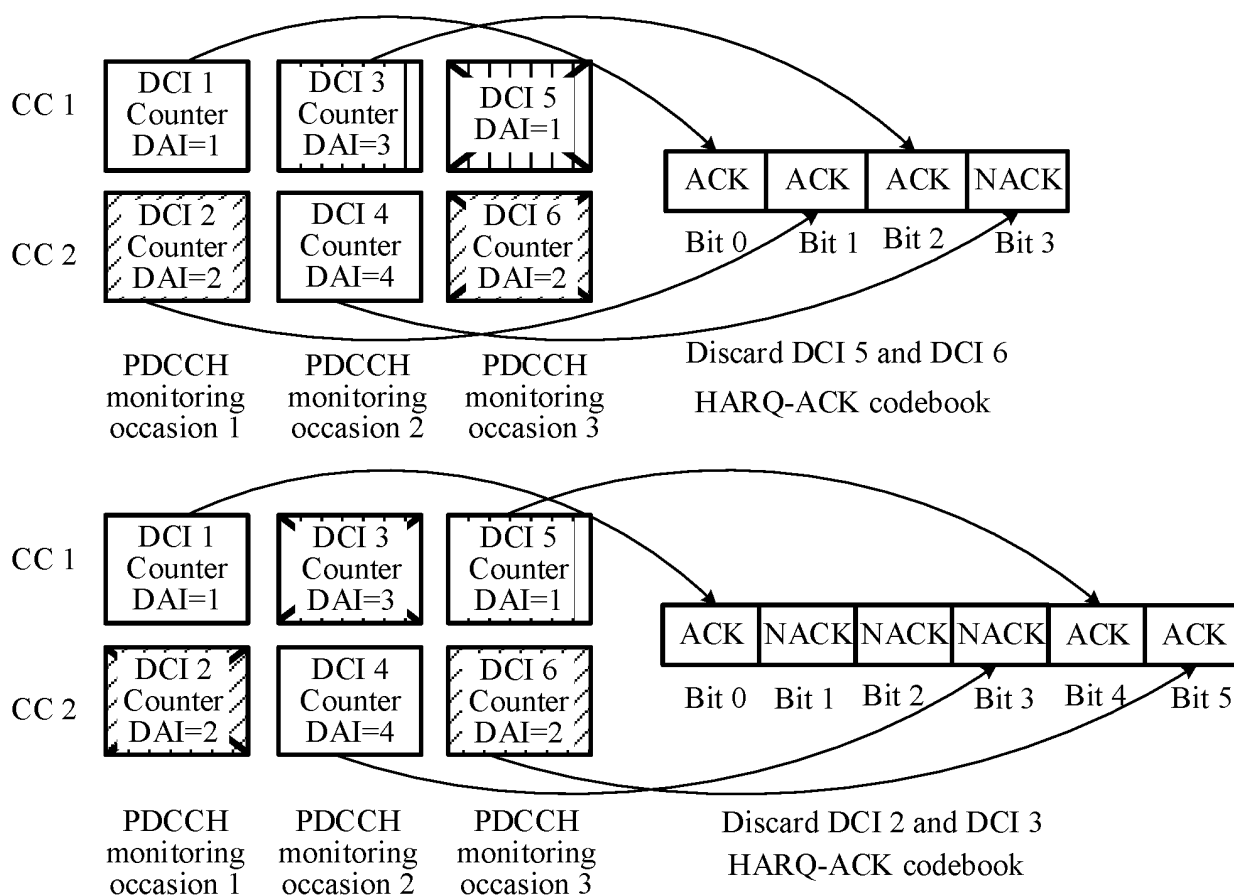 CC 1
DCI 1
Counter
DAI=1
DCI 3
Counter
DAI=3
DCI 5
DAI=1
CC 2
DCI 2
Counter
DAI=2
DCI 4
Counter
DAI=4
DCI 6
Counter
DAI=2
ACK ACK ACK NACK
Bit 0 Bit 1 Bit 2 Bit 3
PDCCH
monitoring
occasion 1
PDCCH
monitoring
occasion 2
PDCCH
monitoring
occasion 3
Discard DCI 5 and DCI 6
HARQ-ACK codebook
CC 1
DCI 1
Counter
DAI=1
DCI 3
Counter
DAI=3
DCI 5
Counter
DAI=1
CC 2
DCI 2
Counter
DAI=2
DCI 4
Counter
DAI=4
DCI 6
Counter
DAI=2
ACK NACK NACK NACK ACK ACK
Bit 0 Bit 1 Bit 2 Bit 3 Bit 4 Bit 5
PDCCH
monitoring
occasion 1
PDCCH
monitoring
occasion 2
PDCCH
monitoring
occasion 3
Discard DCI 2 and DCI 3
HARQ-ACK codebook